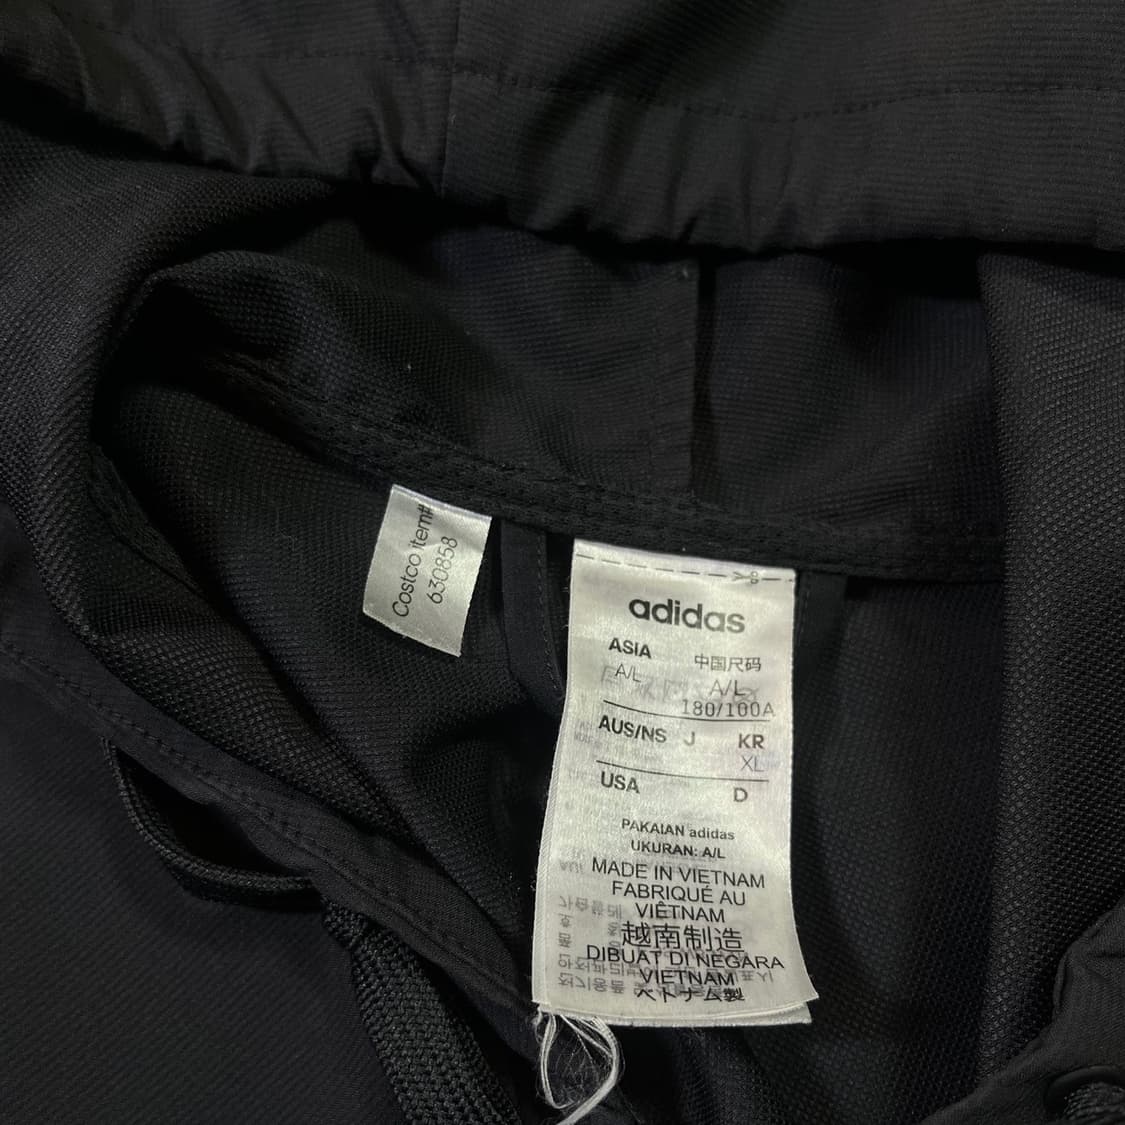 Costco item#
630858
adidas
ASIA
中国尺码
A/L
A/L
180/100A
AUS/NS J
KR
XL
USA
D
PAKAIAN adidas
UKURAN: A/L
MADE IN VIETNAM
FABRIQUÉ AU
VIÊTNAM
越南制造
DIBUAT DI NEGARA
VIETNAM
ベトナム製